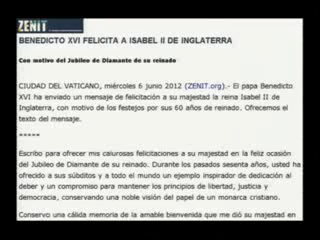 ZENIT
BENEDICTO XVI FELICITA A ISABEL II DE INGLATERRA
Con motivo del Jubileo de Diamante de su reinado
CIUDAD DEL VATICANO, miércoles 6 junio 2012 (ZENIT.org).- El papa Benedicto
XVI ha enviado un mensaje de felicitación a su majestad la reina Isabel II de
Inglaterra, con motivo de los festejos por sus 60 años de reinado. Ofrecemos el
texto del mensaje.
*****
Escribo para ofrecer mis calurosas felicitaciones a su majestad en la feliz ocasión
del Jubileo de Diamante de su reinado. Durante los pasados sesenta años, usted ha
ofrecido a sus súbditos y a todo el mundo un ejemplo inspirador de dedicación al
deber y un compromiso para mantener los principios de libertad, justicia y
democracia, conservando una noble visión del papel de un monarca cristiano.
Conservo una cálida memoria de la amable bienvenida que me dió su majestad en